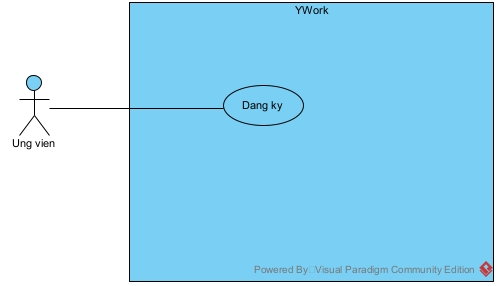 YWork
Dang ky
Ung vien
Powered By Visual Paradigm Community Edition